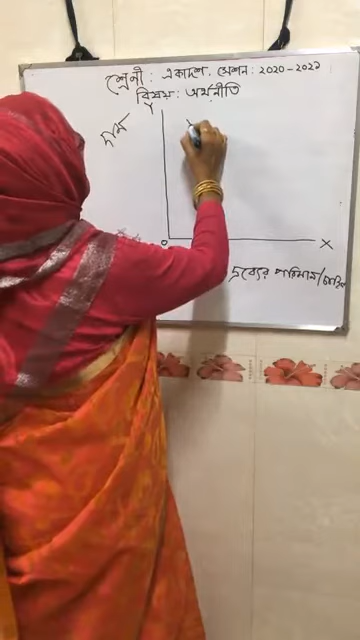 শ্রেণী : একাদশ. সেশন : 2020-2021
বিষয় : অর্থনীতি
Y
দাম
O
X
দ্রব্যের পরিমান/চাহিদা